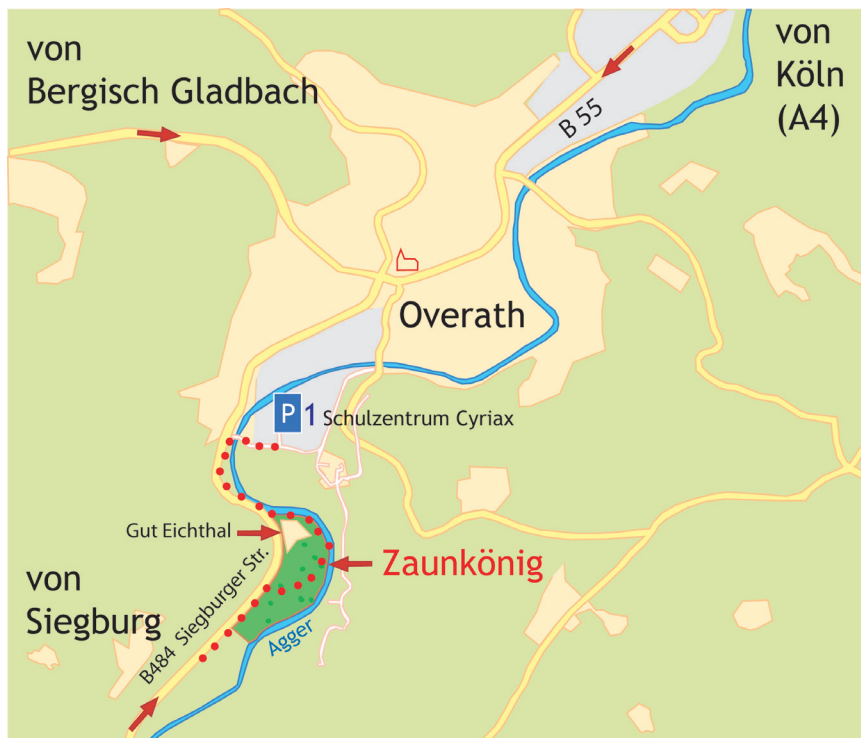 von
Bergisch Gladbach
von
Köln
(A4)
B 55
Overath
P 1 Schulzentrum Cyriax
Gut Eichthal
Zaunkönig
von
Siegburg
B484 Siegburger Str.
Agger